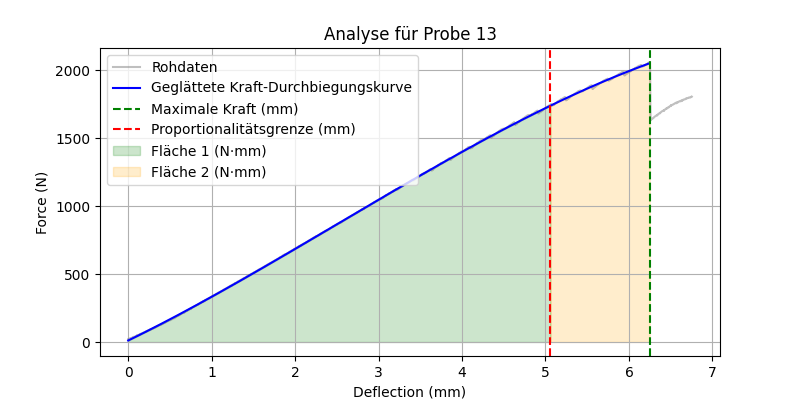 Analyse für Probe 13
Rohdaten
Geglättete Kraft-Durchbiegungskurve
Maximale Kraft (mm)
Proportionalitätsgrenze (mm)
Fläche 1 (N·mm)
Fläche 2 (N·mm)
2000
1500
1000
500
0
Force (N)
0 1 2 3 4 5 6 7
Deflection (mm)